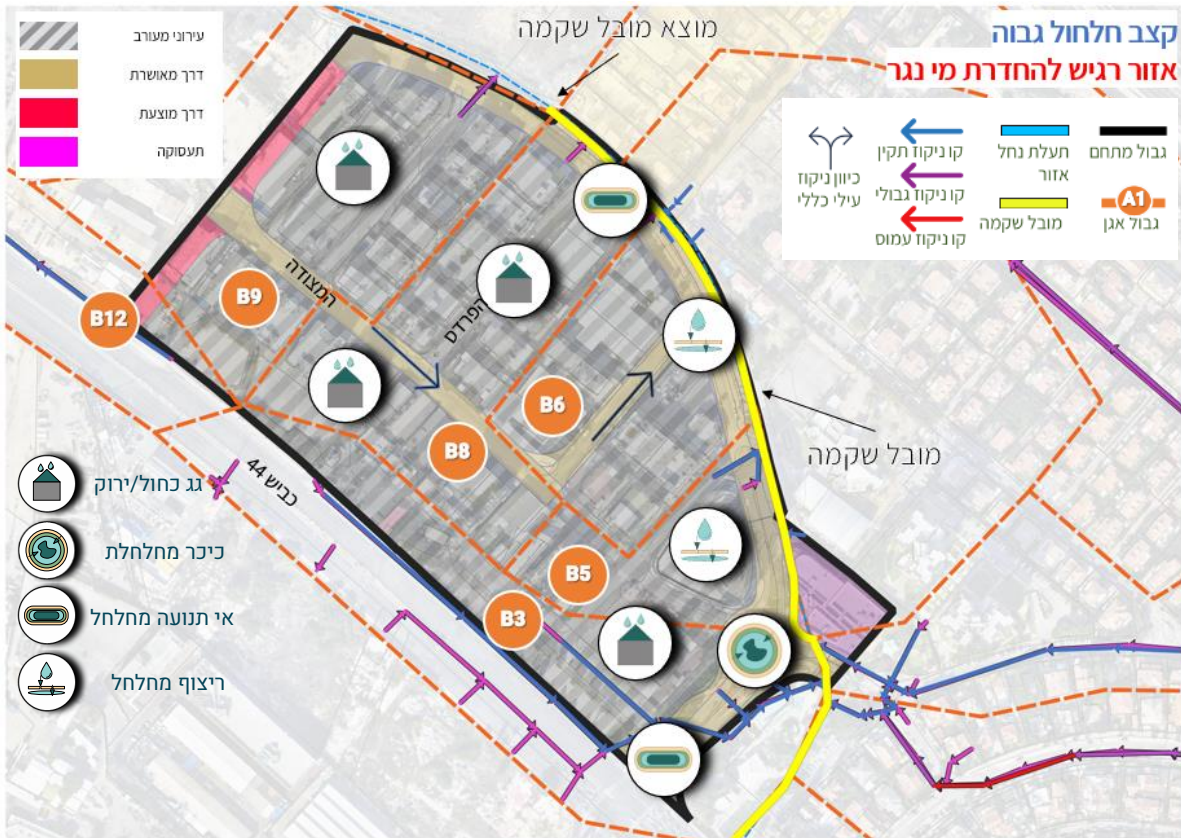 קצב חלחול גבוה
אזור רגיש להחדרת מי נגר
עירוני מעורב
דרך מאושרת
דרך מוצעת
תעסוקה
מוצא מובל שקמה
גבול מתחם
A1
גבול אגן
תעלת נחל
אזור
מובל שקמה
קו ניקוז תקין
קו ניקוז גבולי
קו ניקוז עמוס
כיוון ניקוז
עילי כללי
B12
B9
המצודה
הפרדס
B6
B8
מובל שקמה
כביש 44
B5
B3
גג כחול/ירוק
כיכר מחלחלת
אי תנועה מחלחל
ריצוף מחלחל